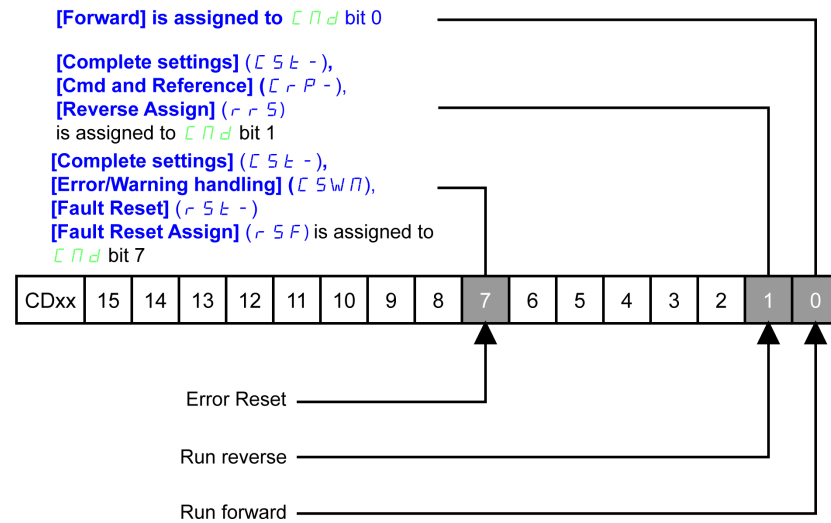 [Forward] is assigned to CMd bit 0
[Complete settings] (CSt-),
[Cmd and Reference] (CrP-),
[Reverse Assign] (rrS)
is assigned to CMd bit 1
[Complete settings] (CSt-),
[Error/Warning handling] (CSWM),
[Fault Reset] (rSt-)
[Fault Reset Assign] (rSF) is assigned to
CMd bit 7
CDxx 15 14 13 12 11 10 9 8 7 6 5 4 3 2 1 0
Error Reset
Run reverse
Run forward